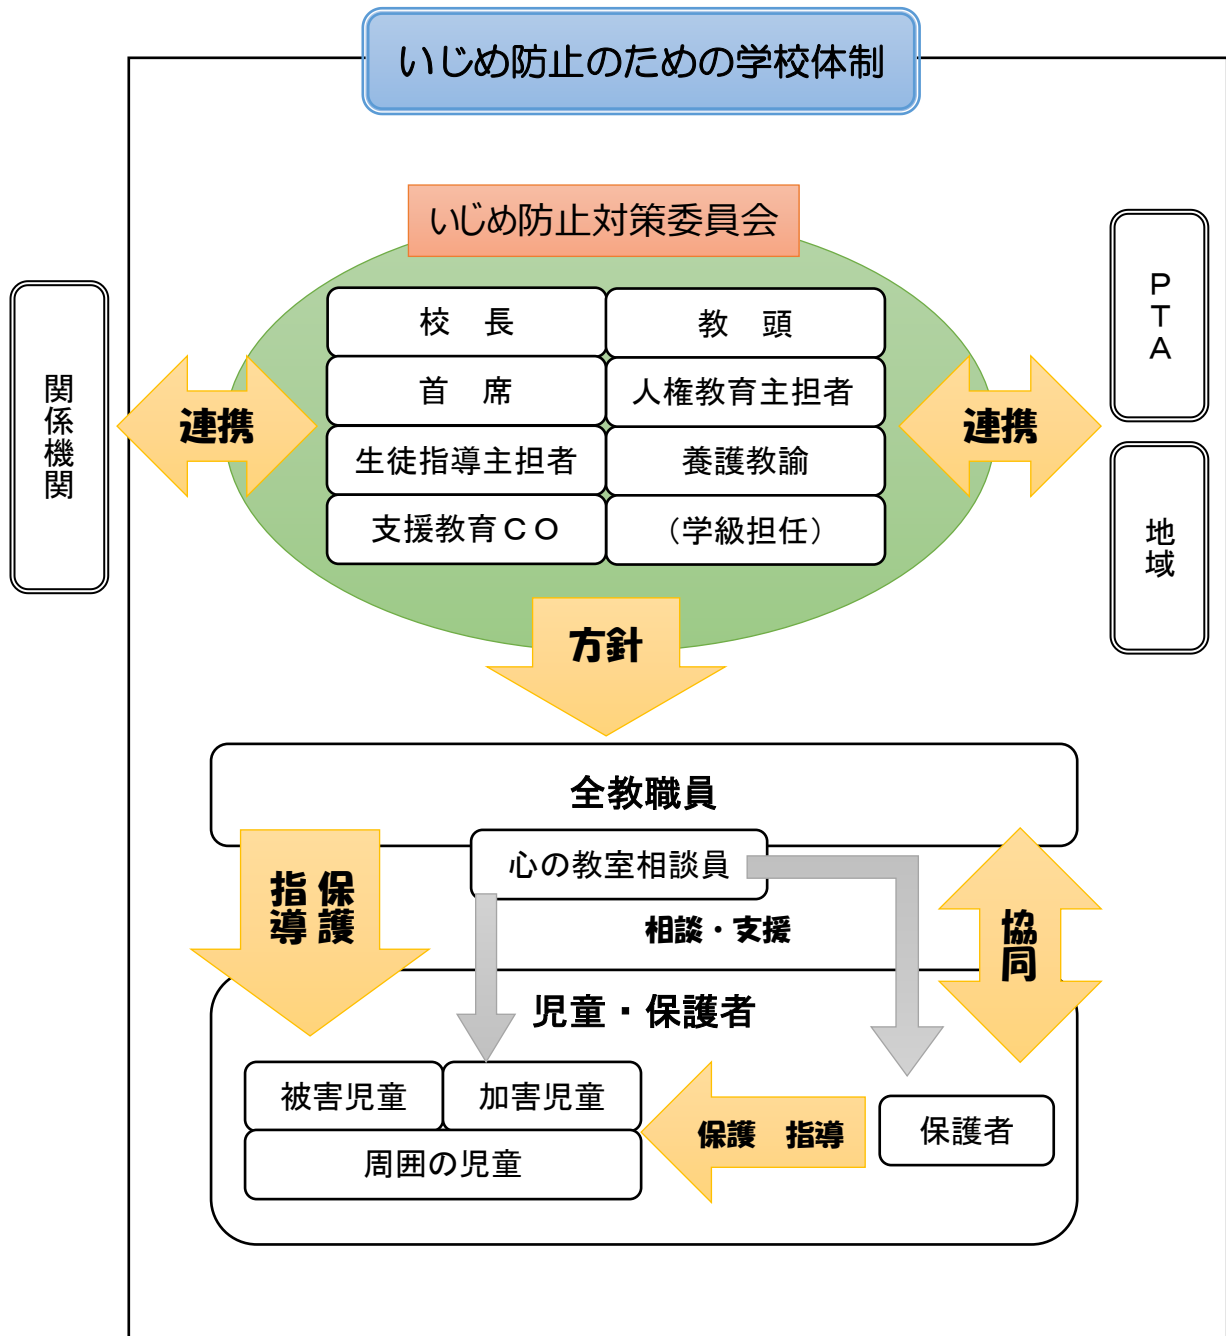 いじめ防止のための学校体制
いじめ防止対策委員会
校　長
教　頭
首　席
人権教育主担者
生徒指導主担者
養護教諭
支援教育ＣＯ
（学級担任）
関係機関
連携
連携
ＰＴＡ
地域
方針
全教職員
心の教室相談員
保護
指導
相談・支援
協同
児童・保護者
被害児童
加害児童
周囲の児童
保護　指導
保護者